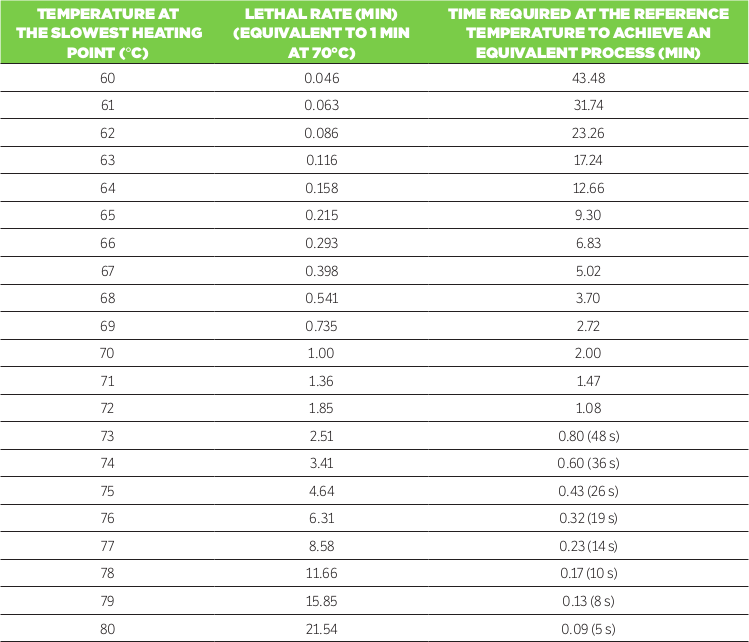 TEMPERATURE AT THE SLOWEST HEATING POINT (°C) LETHAL RATE (MIN) (EQUIVALENT TO 1 MIN AT 70°C) TIME REQUIRED AT THE REFERENCE TEMPERATURE TO ACHIEVE AN EQUIVALENT PROCESS (MIN)
60 0.046 43.48
61 0.063 31.74
62 0.086 23.26
63 0.116 17.24
64 0.158 12.66
65 0.215 9.30
66 0.293 6.83
67 0.398 5.02
68 0.541 3.70
69 0.735 2.72
70 1.00 2.00
71 1.36 1.47
72 1.85 1.08
73 2.51 0.80 (48 s)
74 3.41 0.60 (36 s)
75 4.64 0.43 (26 s)
76 6.31 0.32 (19 s)
77 8.58 0.23 (14 s)
78 11.66 0.17 (10 s)
79 15.85 0.13 (8 s)
80 21.54 0.09 (5 s)